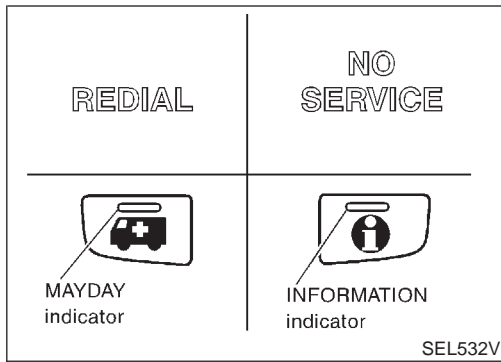 REDIAL
NO
SERVICE
MAYDAY
indicator
INFORMATION
indicator
SEL532V